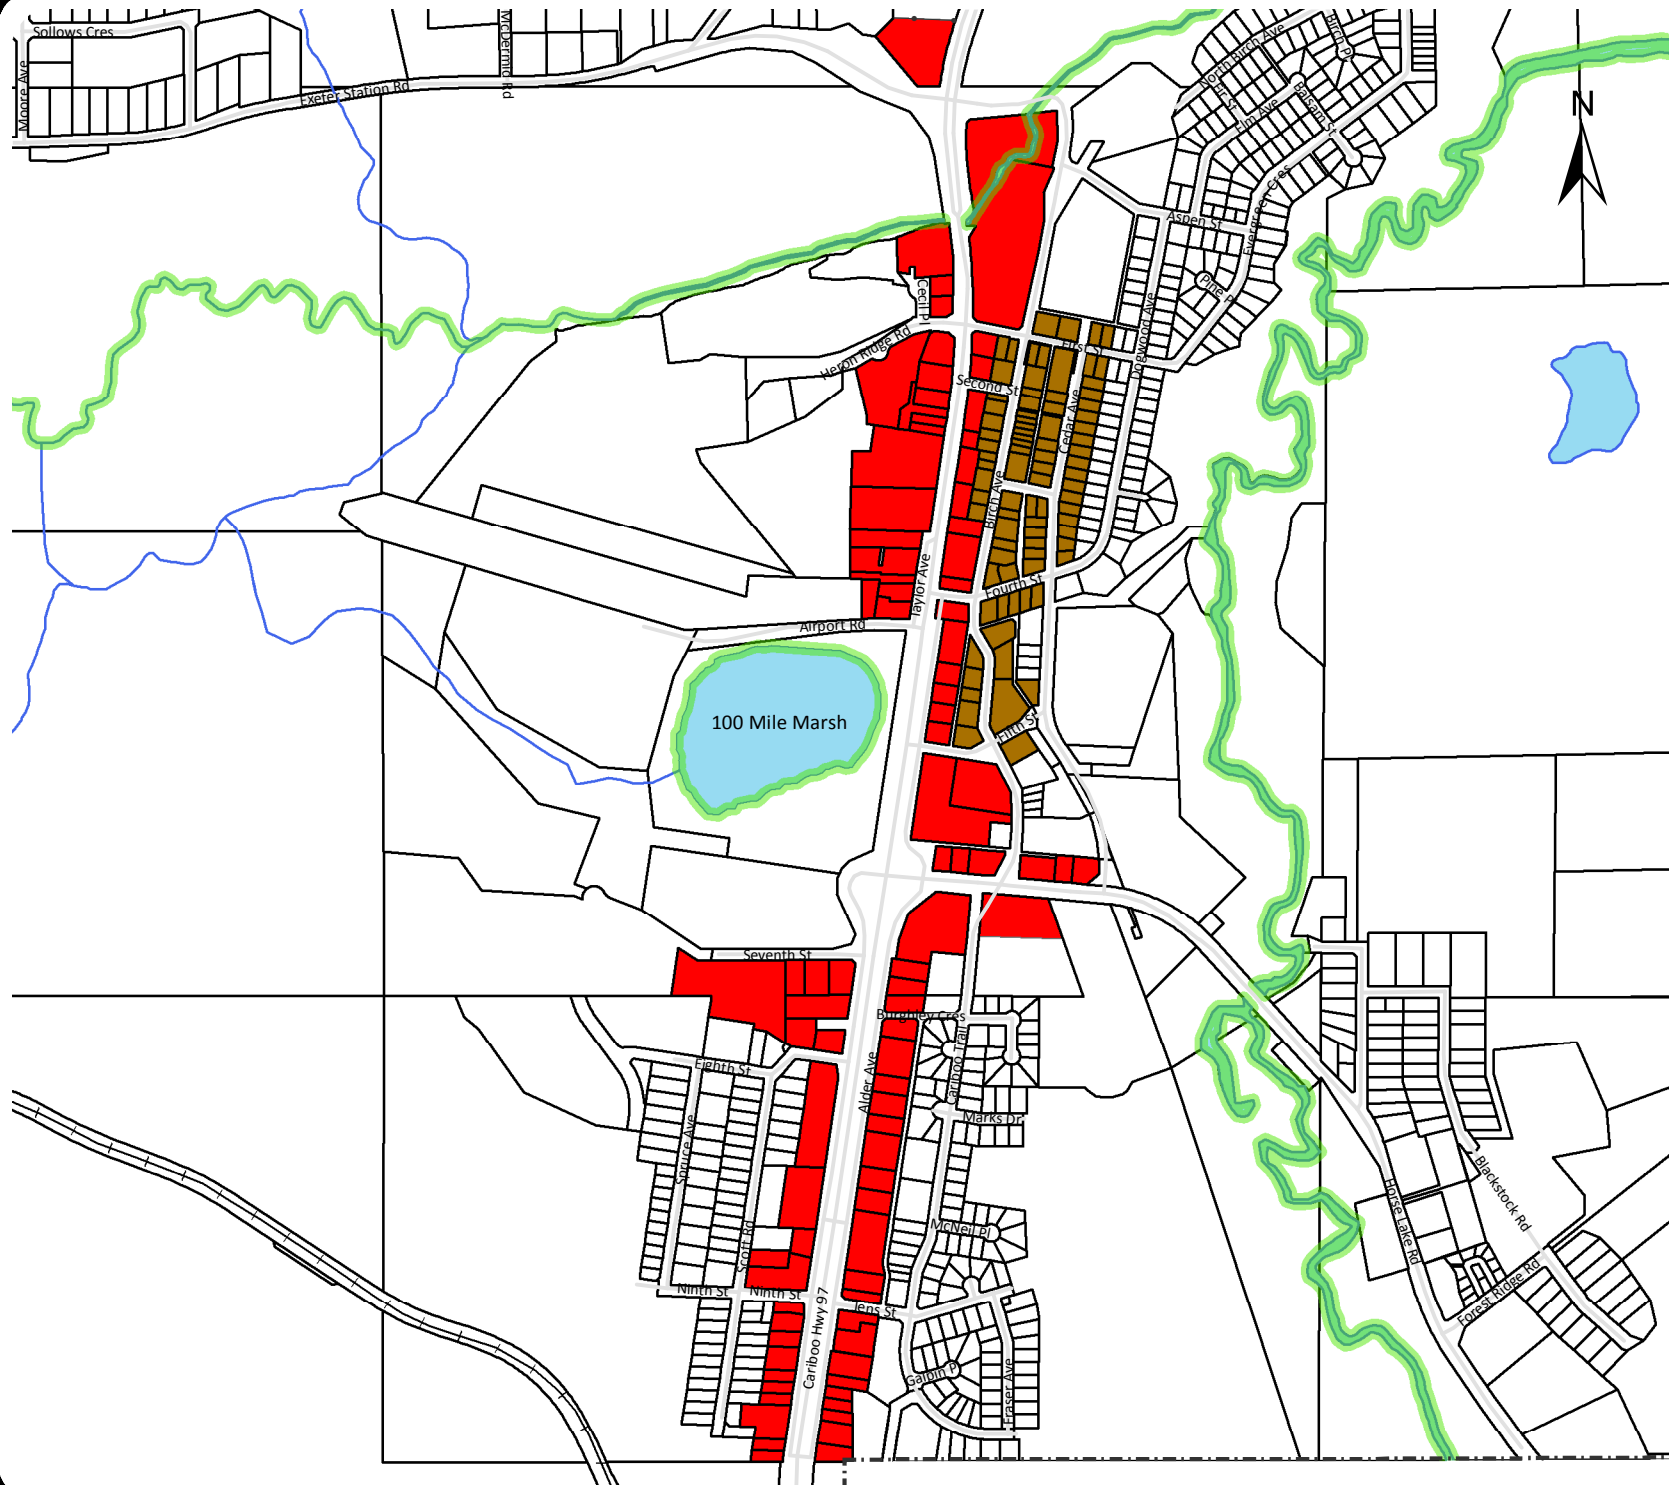 Sollows Cres
Moore Ave
McDermid Rd
Exeter Station Rd
North Birch Ave
Birch Pl
Fir St
Elm Ave
Balsam St
N
Evergreen Cres
Aspen St
Pine P
Cecil Pl
Heron Ridge Rd
Dogwood Ave
First St
Second St
Cedar Ave
Birch Ave
Taylor Ave
Fourth St
Airport Rd
100 Mile Marsh
Fifth St
Seventh St
Burghley Cres
Cariboo Trail
Eighth St
Alder Ave
Marks Dr
Spruce Ave
Scott Rd
McNeil Pl
Horse Lake Rd
Blackstock Rd
Forest Ridge Rd
Ninth St
Ninth St
Jens St
Cariboo Hwy 97
Galpin P
Fraser Ave